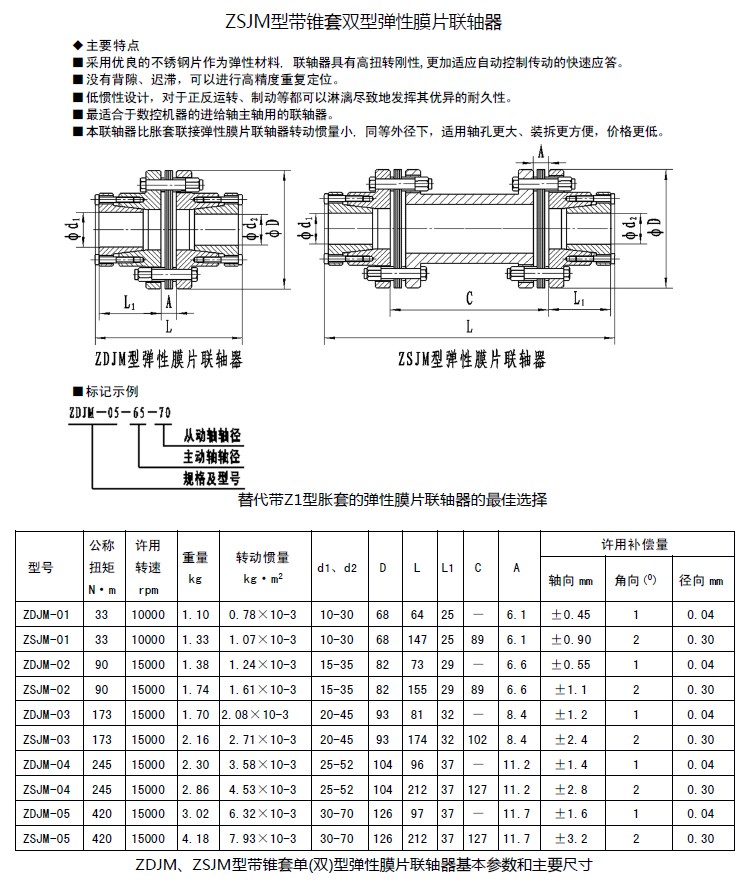 ZSJM型带锥套双型弹性膜片联轴器
◆主要特点
■采用优良的不锈钢片作为弹性材料，联轴器具有高扭转刚性,更加适应自动控制传动的快速应答。
■没有背隙、迟滞，可以进行高精度重复定位。
■低惯性设计，对于正反运转、制动等都可以淋漓尽致地发挥其优异的耐久性。
■最适合于数控机器的进给轴主轴用的联轴器。
■本联轴器比胀套联接弹性膜片联轴器转动惯量小，同等外径下，适用轴孔更大、装拆更方便，价格更低。
A
ϕd1 ϕd2 ϕD ϕd1 ϕd2 ϕD
L1 A C L1
L L
ZDJM型弹性膜片联轴器 ZSJM型弹性膜片联轴器
■标记示例
ZDJM—05—65—70
从动轴轴径
主动轴轴径
规格及型号
替代带Z1型胀套的弹性膜片联轴器的最佳选择
型号 公称扭矩 N·m 许用转速 rpm 重量 kg 转动惯量 kg·m² d1、d2 D L L1 C A 许用补偿量
轴向 mm 角向(⁰) 径向 mm
ZDJM-01 33 10000 1.10 0.78×10-3 10-30 68 64 25 — 6.1 ±0.45 1 0.04
ZSJM-01 33 10000 1.33 1.07×10-3 10-30 68 147 25 89 6.1 ±0.90 2 0.30
ZDJM-02 90 15000 1.38 1.24×10-3 15-35 82 73 29 — 6.6 ±0.55 1 0.04
ZSJM-02 90 15000 1.74 1.61×10-3 15-35 82 155 29 89 6.6 ±1.1 2 0.30
ZDJM-03 173 15000 1.70 2.08×10-3 20-45 93 81 32 — 8.4 ±1.2 1 0.04
ZSJM-03 173 15000 2.16 2.71×10-3 20-45 93 174 32 102 8.4 ±2.4 2 0.30
ZDJM-04 245 15000 2.30 3.58×10-3 25-52 104 96 37 — 11.2 ±1.4 1 0.04
ZSJM-04 245 15000 2.86 4.53×10-3 25-52 104 212 37 127 11.2 ±2.8 2 0.30
ZDJM-05 420 15000 3.02 6.32×10-3 30-70 126 97 37 — 11.7 ±1.6 1 0.04
ZSJM-05 420 15000 4.18 7.93×10-3 30-70 126 212 37 127 11.7 ±3.2 2 0.30
ZDJM、ZSJM型带锥套单(双)型弹性膜片联轴器基本参数和主要尺寸